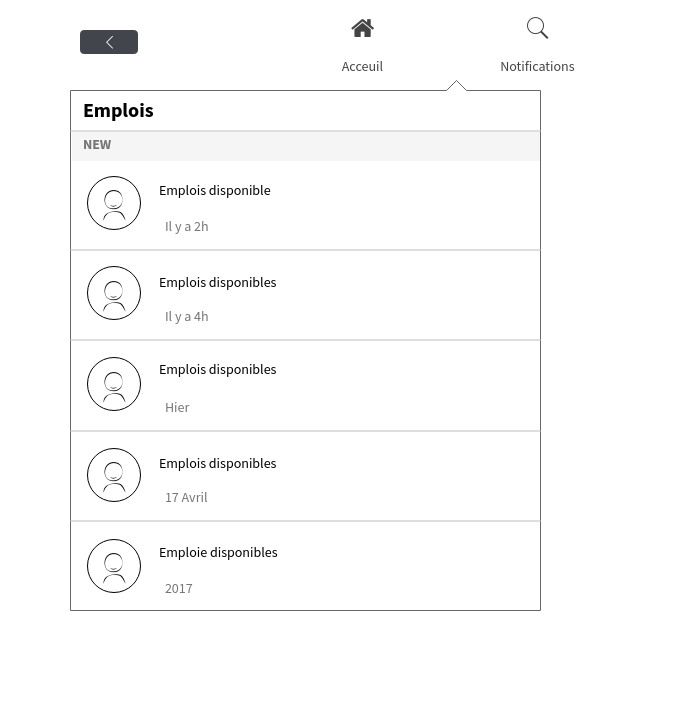 Acceuil
Notifications
Emplois
NEW
Emplois disponible
Il y a 2h
Emplois disponibles
Il y a 4h
Emplois disponibles
Hier
Emplois disponibles
17 Avril
Emploie disponibles
2017